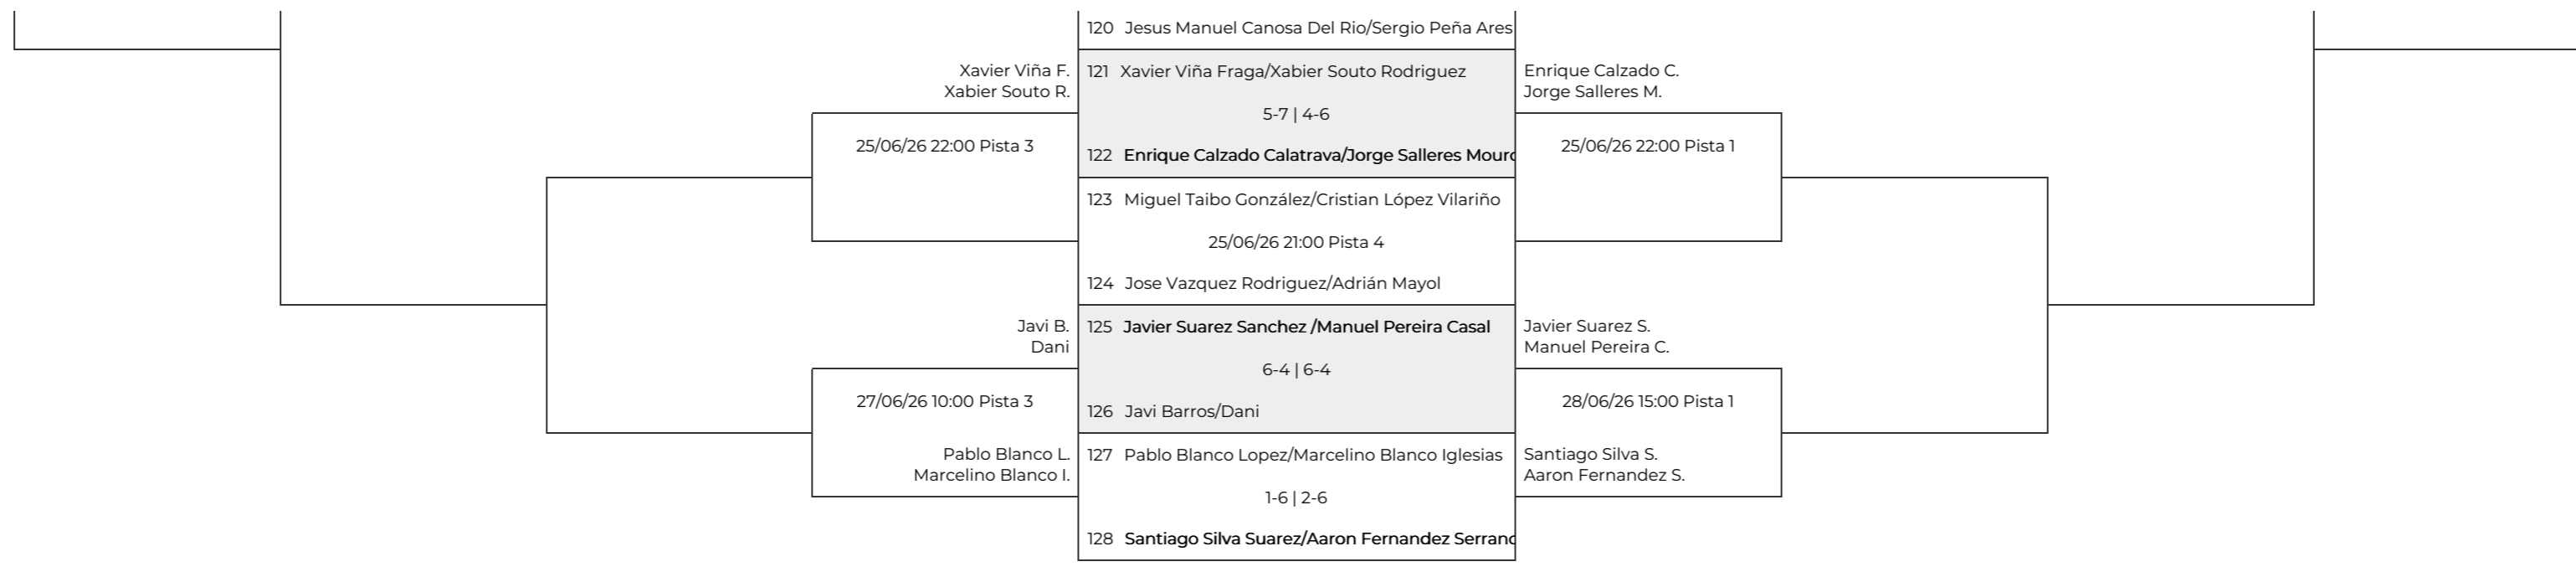 120 Jesus Manuel Canosa Del Rio/Sergio Peña Ares
Xavier Viña F.
Xabier Souto R.
121 Xavier Viña Fraga/Xabier Souto Rodriguez
Enrique Calzado C.
Jorge Salleres M.
5-7 | 4-6
25/06/26 22:00 Pista 3
122 Enrique Calzado Calatrava/Jorge Salleres Mouro
25/06/26 22:00 Pista 1
123 Miguel Taibo González/Cristian López Vilariño
25/06/26 21:00 Pista 4
124 Jose Vazquez Rodriguez/Adrián Mayol
Javi B.
Dani
125 Javier Suarez Sanchez /Manuel Pereira Casal
Javier Suarez S.
Manuel Pereira C.
6-4 | 6-4
27/06/26 10:00 Pista 3
126 Javi Barros/Dani
28/06/26 15:00 Pista 1
Pablo Blanco L.
Marcelino Blanco I.
127 Pablo Blanco Lopez/Marcelino Blanco Iglesias
Santiago Silva S.
Aaron Fernandez S.
1-6 | 2-6
128 Santiago Silva Suarez/Aaron Fernandez Serrano